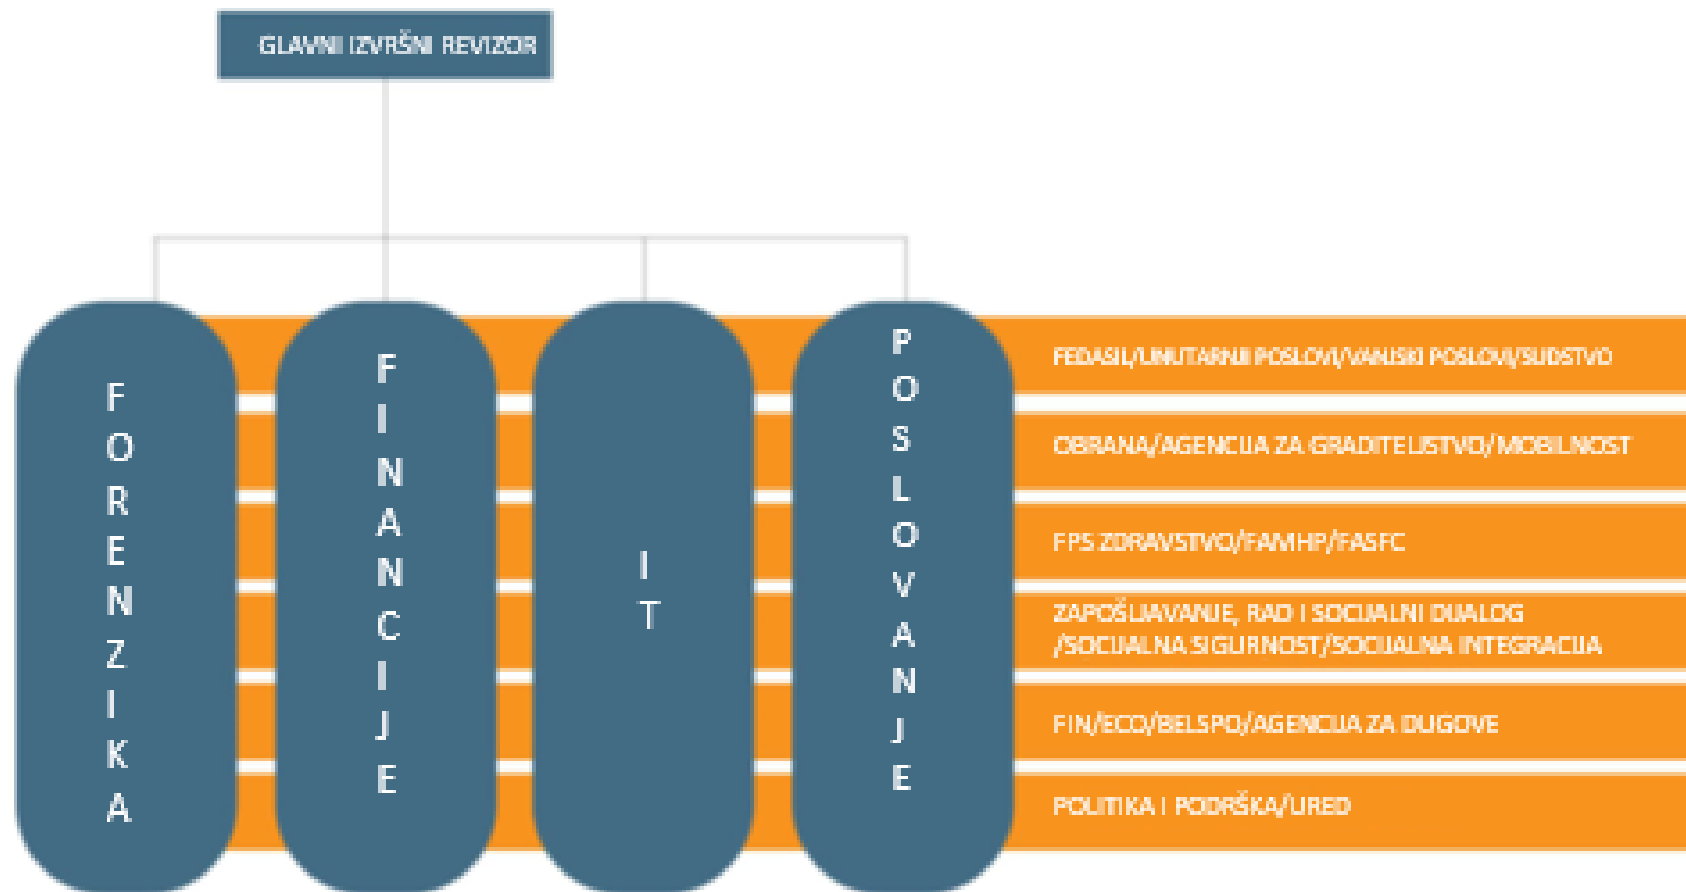 GLAVNI IZVRŠNI REVIZOR
FORENZIKA
FINANCIJE
IT
POSLOVANJE
FEDASIL/UNUTARNJI POSLOVI/VANJSKI POSLOVI/SUDSTVO
OBRANA/AGENCIJA ZA GRADITELJSTVO/MOBILNOST
FPS ZDRAVSTVO/FAMHP/FASFC
ZAPOŠLJAVANJE, RAD I SOCIJALNI DIJALOG
/SOCIJALNA SIGURNOST/SOCIJALNA INTEGRACIJA
FIN/ECO/BELSPO/AGENCIJA ZA DUGOVE
POLITIKA I PODRŠKA/URED